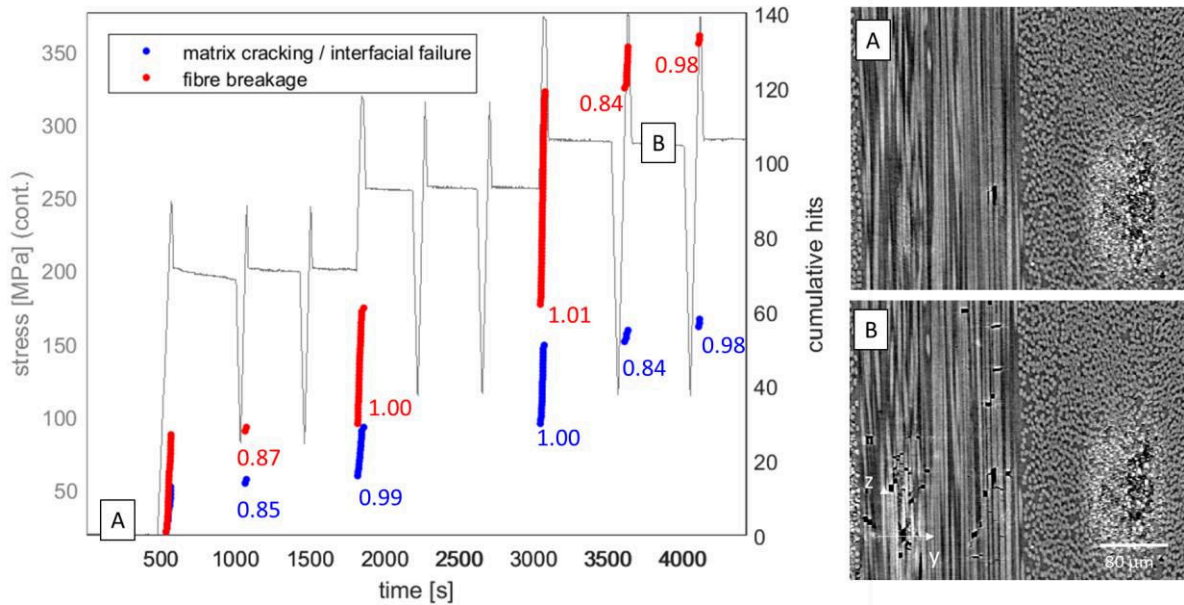 matrix cracking / interfacial failure
fibre breakage
stress [MPa] (cont.)
350
300
250
200
150
100
50
500
1000
1500
2000
2500
3000
3500
4000
time [s]
cumulative hits
140
120
100
80
60
40
20
0
0.98
0.84
B
1.01
0.84
0.98
1.00
1.00
0.87
0.99
0.85
A
A
B
z
y
80 µm